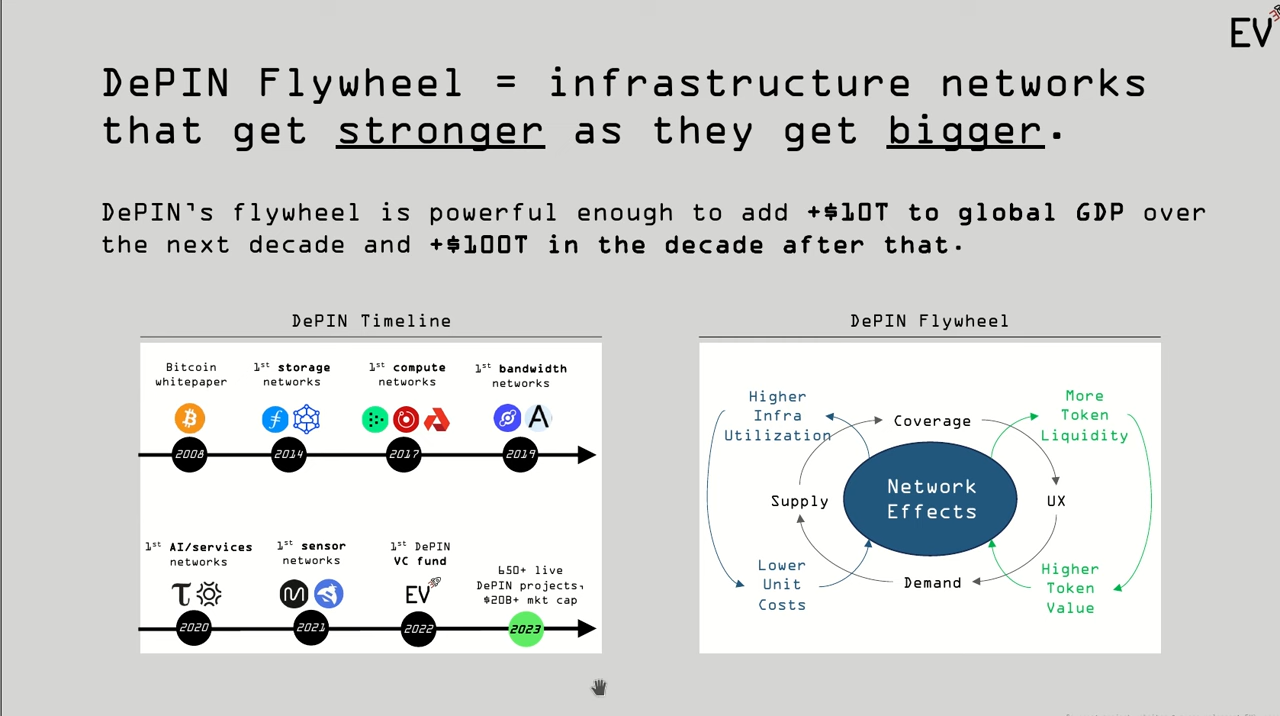 EV
DePIN Flywheel = infrastructure networks
that get stronger as they get bigger.
DePIN's flywheel is powerful enough to add +$10T to global GDP over
the next decade and +$100T in the decade after that.
DePIN Timeline
Bitcoin
whitepaper
1st storage
networks
1st compute
networks
1st bandwidth
networks
2008
2014
2017
2019
1st AI/services
networks
1st sensor
networks
1st DePIN
VC fund
EV
650+ live
DePIN projects,
$20B+ mkt cap
2020
2021
2022
2023
DePIN Flywheel
Higher
Infra
Utilization
Coverage
More
Token
Liquidity
Supply
Network
Effects
UX
Lower
Unit
Costs
Demand
Higher
Token
Value